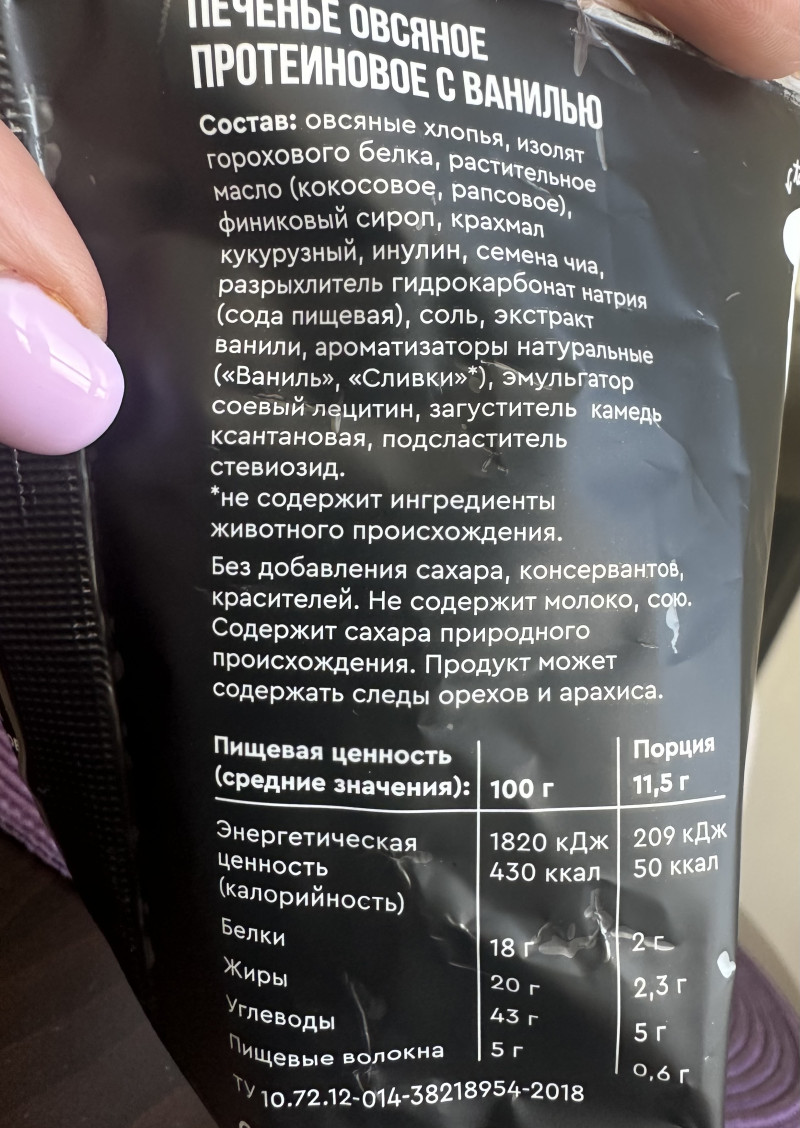 ПЕЧЕНЬЕ ОВСЯНОЕ
ПРОТЕИНОВОЕ С ВАНИЛЬЮ
Состав: овсяные хлопья, изолят
горохового белка, растительное
масло (кокосовое, рапсовое),
финиковый сироп, крахмал
кукурузный, инулин, семена чиа,
разрыхлитель гидрокарбонат натрия
(сода пищевая), соль, экстракт
ванили, ароматизаторы натуральные
(«Ваниль», «Сливки»*), эмульгатор
соевый лецитин, загуститель камедь
ксантановая, подсластитель
стевиозид.
*не содержит ингредиенты
животного происхождения.
Без добавления сахара, консервантов,
красителей. Не содержит молоко, сою.
Содержит сахара природного
происхождения. Продукт может
содержать следы орехов и арахиса.
Пищевая ценность
(средние значения): 100 г Порция 11,5 г
Энергетическая ценность (калорийность) 1820 кДж 430 ккал 209 кДж 50 ккал
Белки 18 г 2 г
Жиры 20 г 2,3 г
Углеводы 43 г 5 г
Пищевые волокна 5 г 0,6 г
ТУ 10.72.12-014-38218954-2018